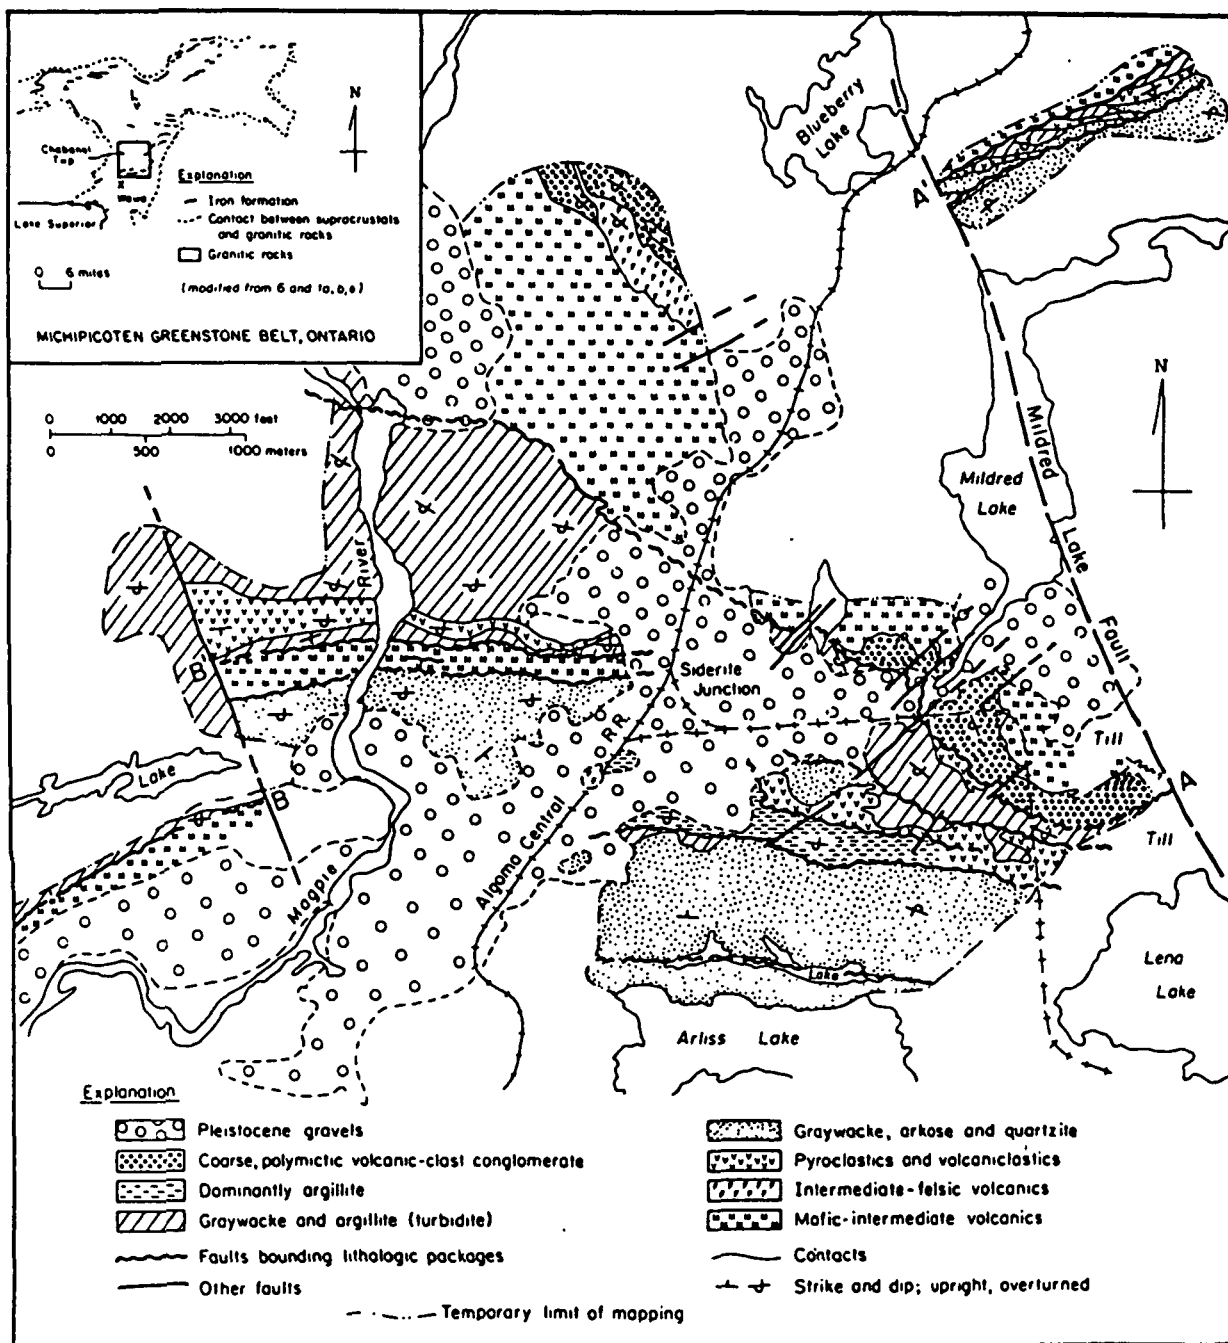 N
Chabanel
Twp
Wawa
Lake Superior
Explanation
Iron formation
Contact between supracrustals
and granitic rocks
Granitic rocks
0 6 miles
(modified from 6 and 1a, b, e)
MICHIPICOTEN GREENSTONE BELT, ONTARIO
Blueberry
Lake
A'
0 1000 2000 3000 feet
0 500 1000 meters
N
Mildred
Lake
Mildred
Lake
Fault
River
B'
Siderite
Junction
R.R.
Till
A
Till
Lake
B
Magpie
Algoma Central
Lake
Lena
Lake
Arliss Lake
Explanation
Pleistocene gravels
Coarse, polymictic volcanic-clast conglomerate
Dominantly argillite
Graywacke and argillite (turbidite)
Faults bounding lithologic packages
Other faults
Graywacke, arkose and quartzite
Pyroclastics and volcaniclastics
Intermediate-felsic volcanics
Mafic-intermediate volcanics
Contacts
Strike and dip; upright, overturned
Temporary limit of mapping